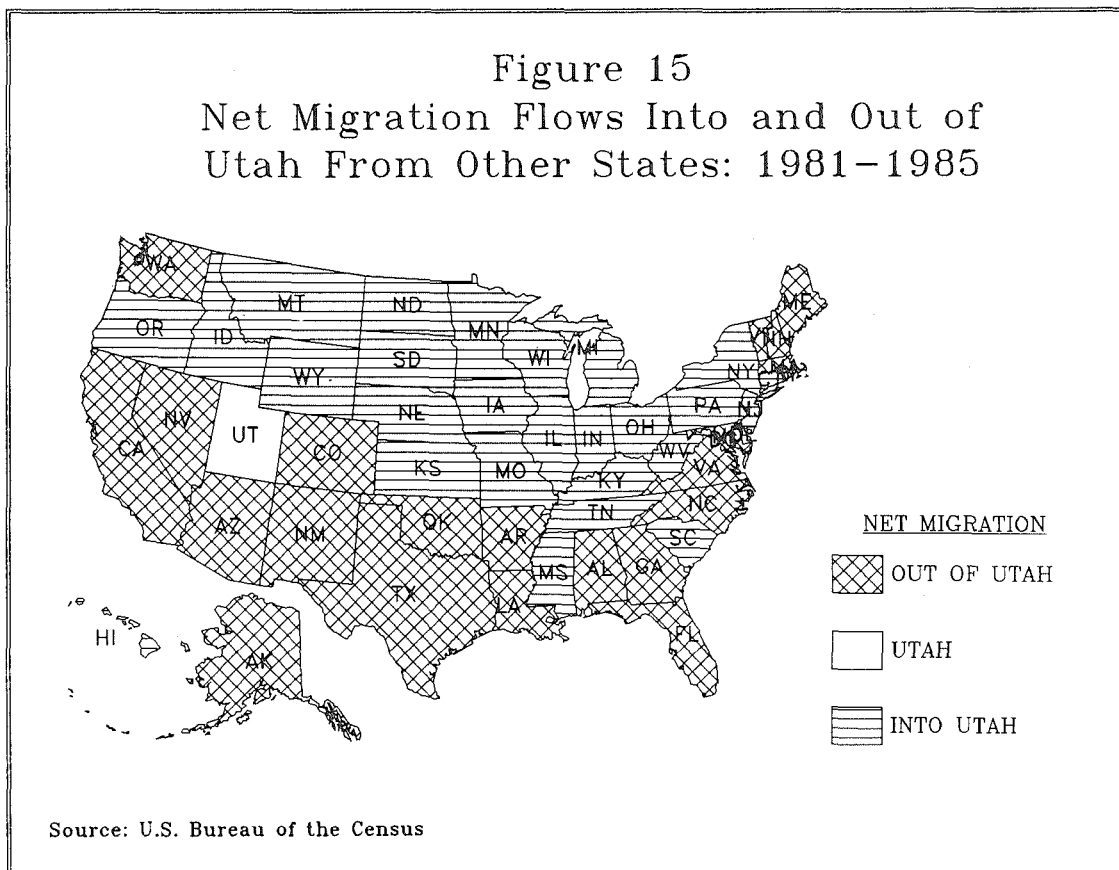 Figure 15
Net Migration Flows Into and Out of
Utah From Other States: 1981-1985
WA
MT
ND
ME
OR
ID
MN
WI
MI
SD
NY
WY
IA
PA
NJ
NE
NV
UT
IL
IN
OH
CA
CO
KS
MO
WV
VA
KY
NC
TN
AZ
NM
OK
AR
SC
MS
AL
GA
TX
LA
FL
HI
AK
NET MIGRATION
OUT OF UTAH
UTAH
INTO UTAH
Source: U.S. Bureau of the Census